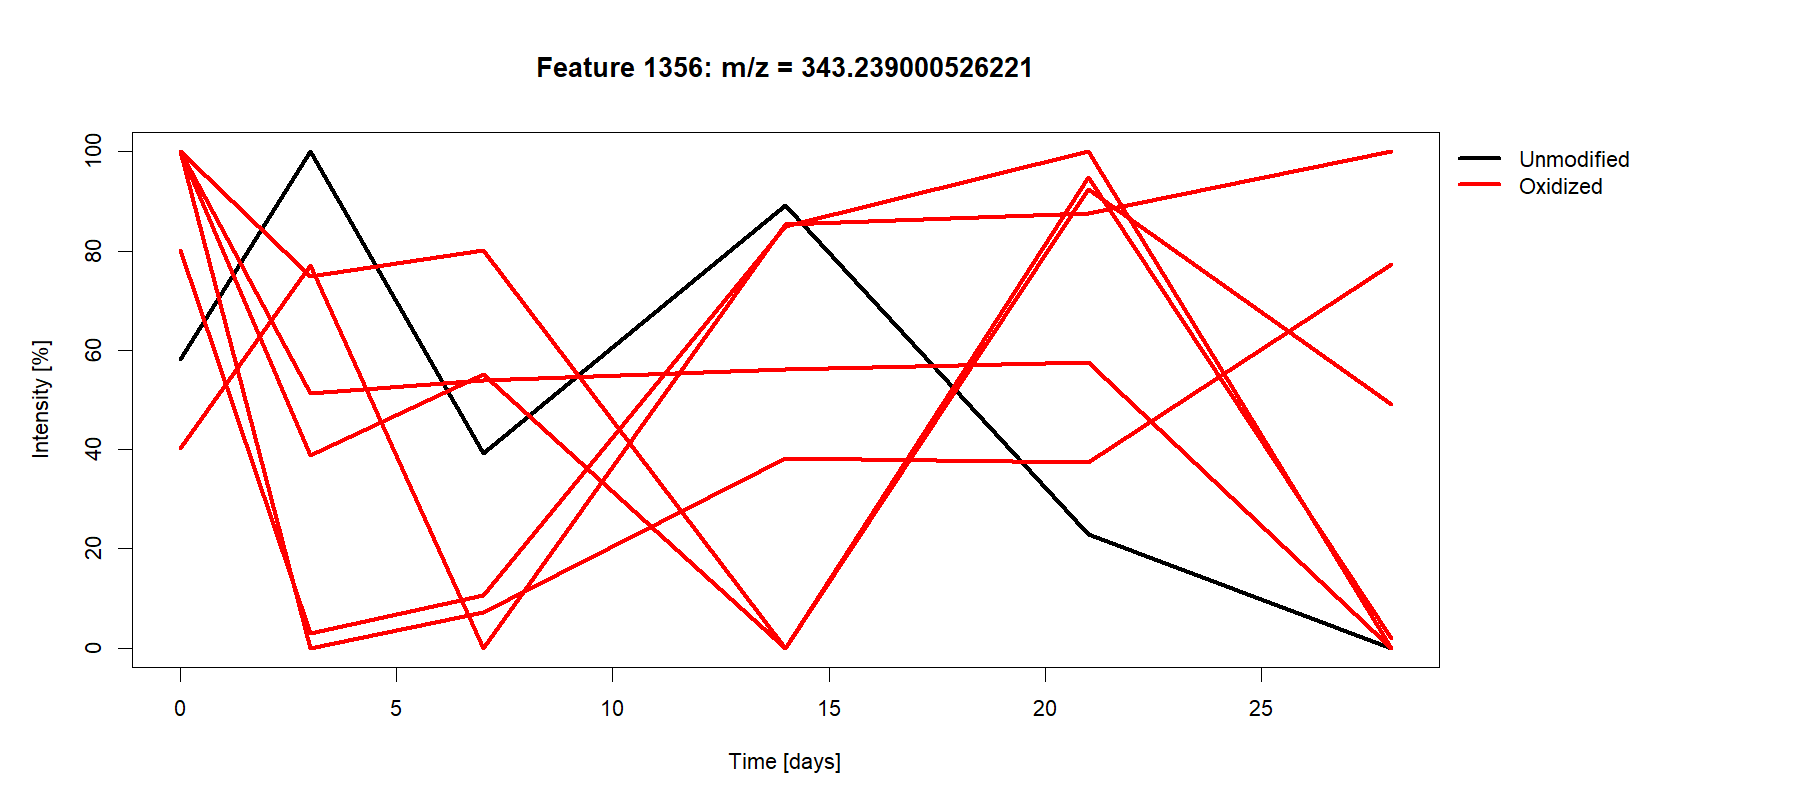 Feature 1356: m/z = 343.239000526221
Unmodified
Oxidized
Intensity [%]
100
80
60
40
20
0
0 5 10 15 20 25
Time [days]